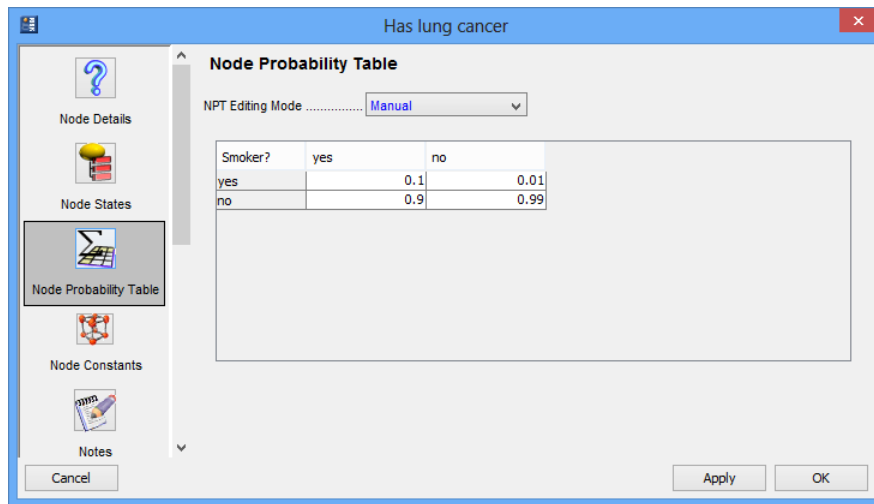 Has lung cancer
Node Details
Node States
Node Probability Table
Node Constants
Notes
Node Probability Table
NPT Editing Mode ................ Manual
Smoker? yes no
yes 0.1 0.01
no 0.9 0.99
Cancel Apply OK